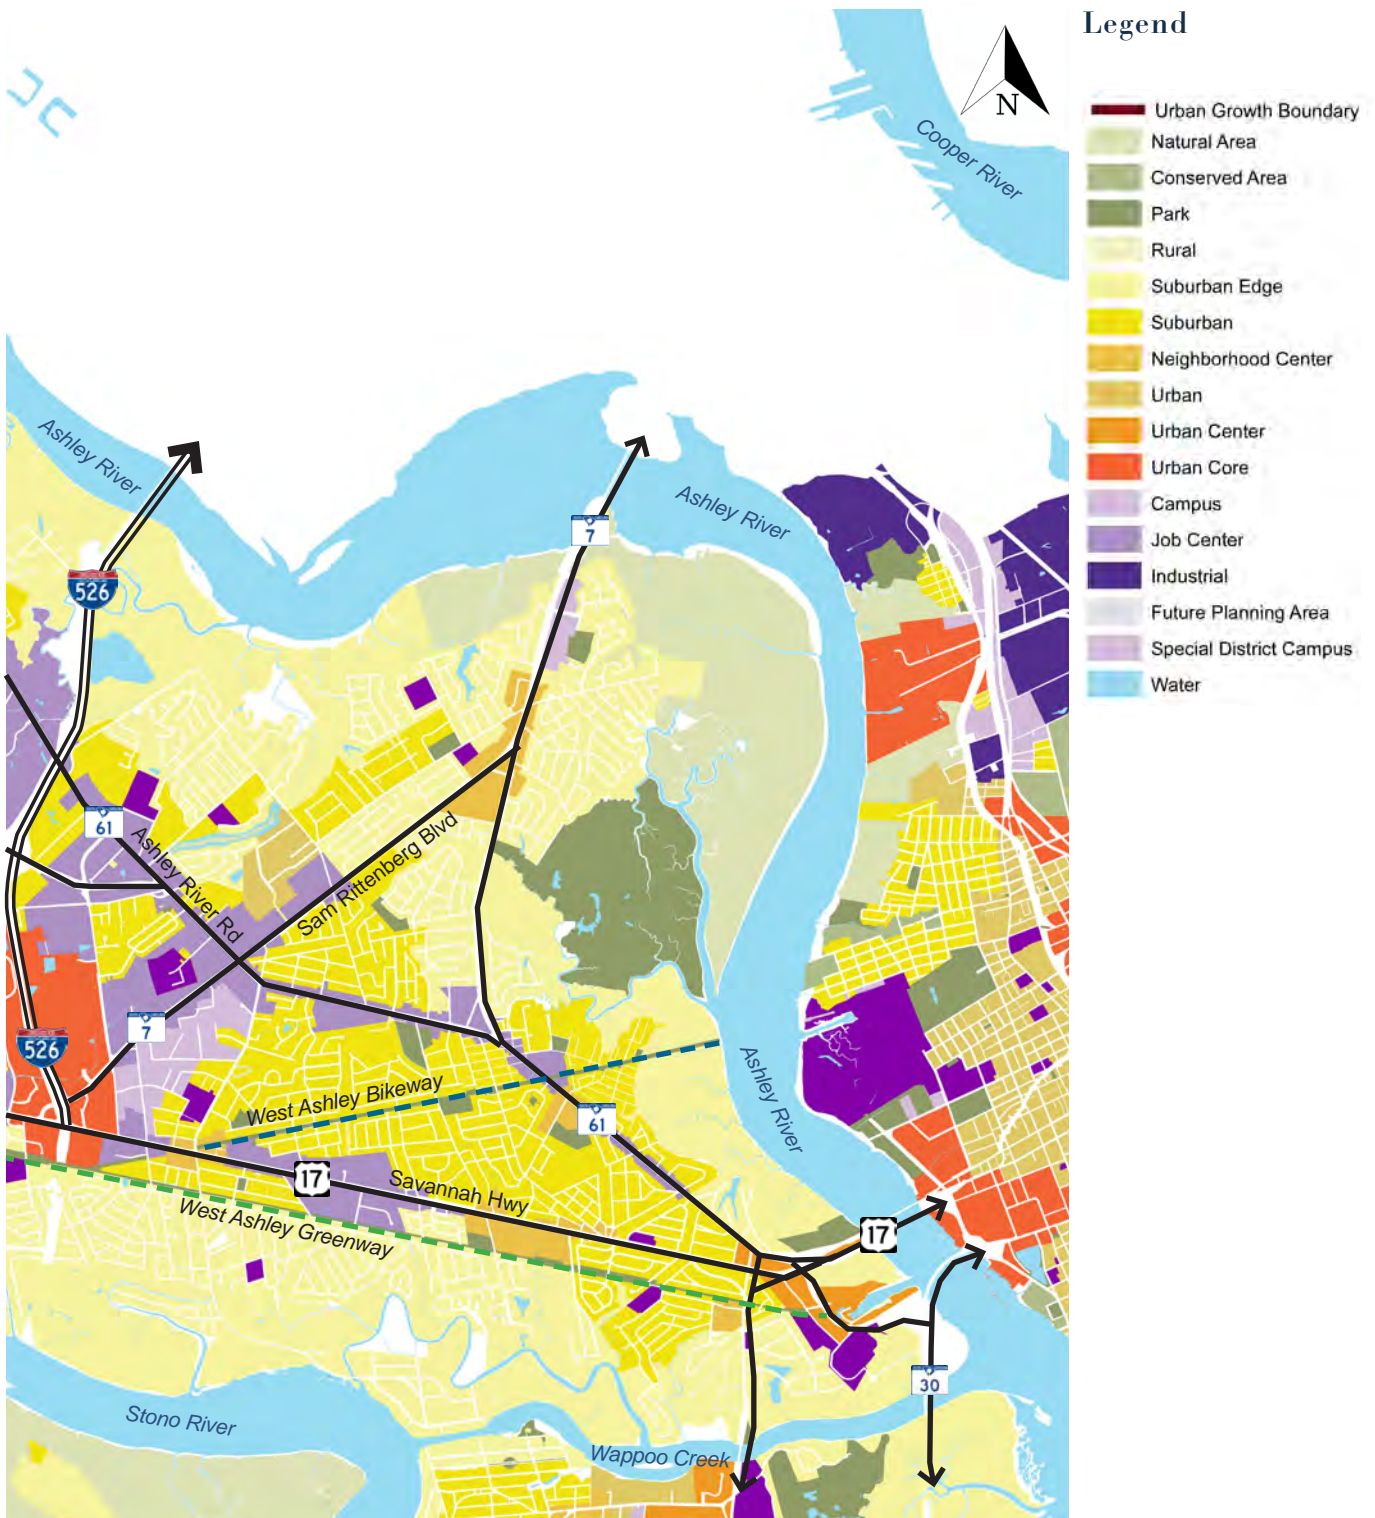 Legend
N
Cooper River
Urban Growth Boundary
Natural Area
Conserved Area
Park
Rural
Suburban Edge
Suburban
Neighborhood Center
Urban
Urban Center
Urban Core
Campus
Job Center
Industrial
Future Planning Area
Special District Campus
Water
Ashley River
Ashley River
7
526
61
Ashley River Rd
Sam Rittenberg Blvd
7
526
West Ashley Bikeway
Ashley River
61
17
Savannah Hwy
West Ashley Greenway
17
30
Stono River
Wappoo Creek